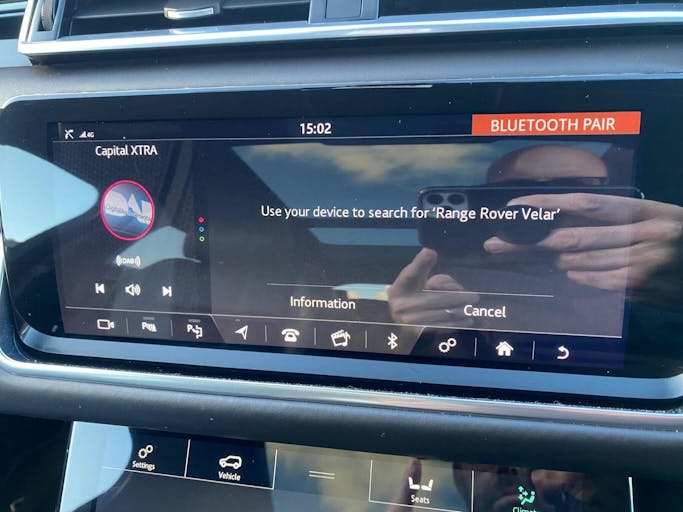 4G
15:02
BLUETOOTH PAIR
Capital XTRA
DAB
Use your device to search for 'Range Rover Velar'
Information
Cancel
Settings
Vehicle
Seats